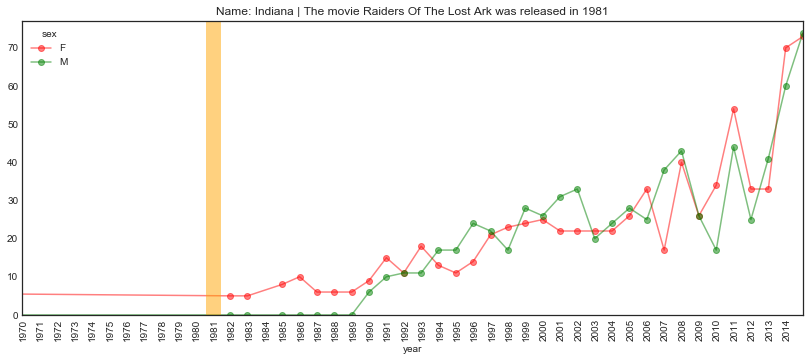 Name: Indiana | The movie Raiders Of The Lost Ark was released in 1981
sex
F
M
70
60
50
40
30
20
10
0
1970 1971 1972 1973 1974 1975 1976 1977 1978 1979 1980 1981 1982 1983 1984 1985 1986 1987 1988 1989 1990 1991 1992 1993 1994 1995 1996 1997 1998 1999 2000 2001 2002 2003 2004 2005 2006 2007 2008 2009 2010 2011 2012 2013 2014
year